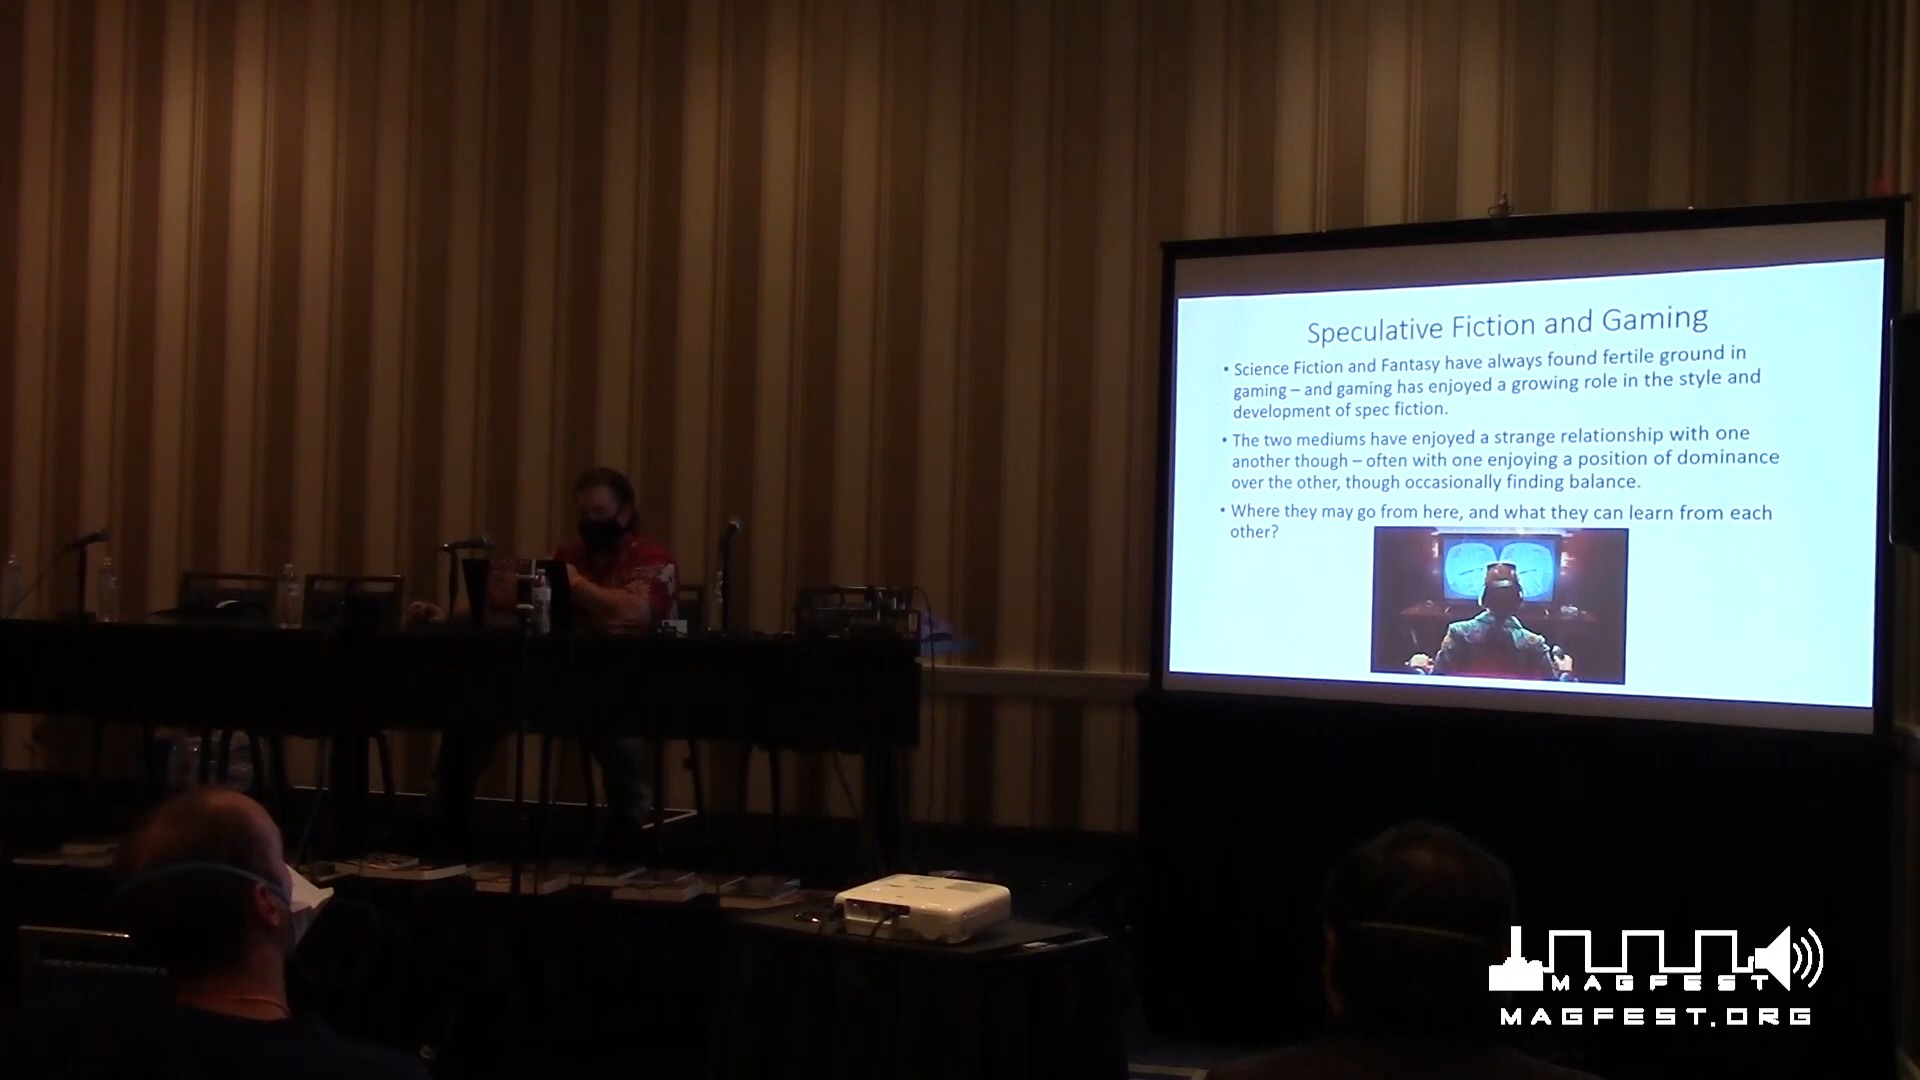 Speculative Fiction and Gaming
• Science Fiction and Fantasy have always found fertile ground in
gaming – and gaming has enjoyed a growing role in the style and
development of spec fiction.
• The two mediums have enjoyed a strange relationship with one
another though – often with one enjoying a position of dominance
over the other, though occasionally finding balance.
• Where they may go from here, and what they can learn from each
other?
MAGFEST
MAGFEST.ORG